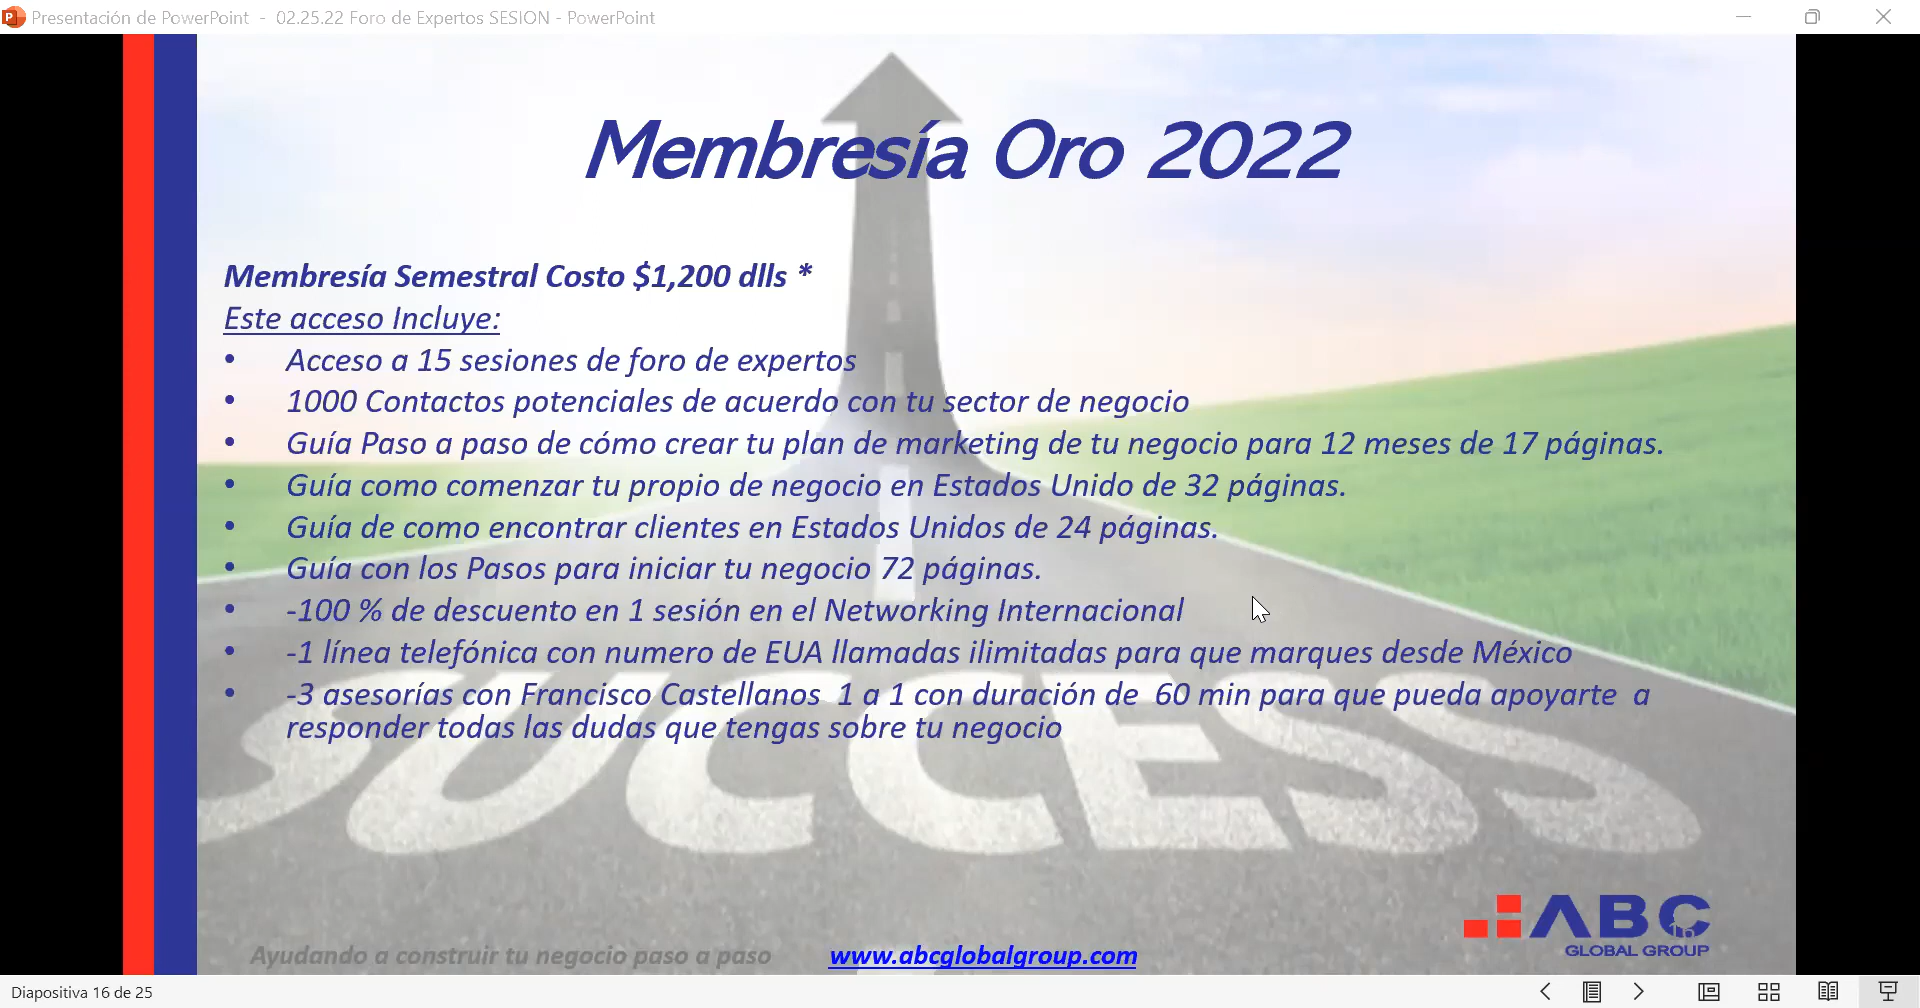 Presentación de PowerPoint - 02.25.22 Foro de Expertos SESION - PowerPoint
Membresía Oro 2022
Membresía Semestral Costo $1,200 dlls *
Este acceso Incluye:
• Acceso a 15 sesiones de foro de expertos
• 1000 Contactos potenciales de acuerdo con tu sector de negocio
• Guía Paso a paso de cómo crear tu plan de marketing de tu negocio para 12 meses de 17 páginas.
• Guía como comenzar tu propio de negocio en Estados Unido de 32 páginas.
• Guía de como encontrar clientes en Estados Unidos de 24 páginas.
• Guía con los Pasos para iniciar tu negocio 72 páginas.
• -100 % de descuento en 1 sesión en el Networking Internacional
• -1 línea telefónica con numero de EUA llamadas ilimitadas para que marques desde México
• -3 asesorías con Francisco Castellanos 1 a 1 con duración de 60 min para que pueda apoyarte a
responder todas las dudas que tengas sobre tu negocio
SUCCESS
ABC
16
GLOBAL GROUP
Ayudando a construir tu negocio paso a paso www.abcglobalgroup.com
Diapositiva 16 de 25